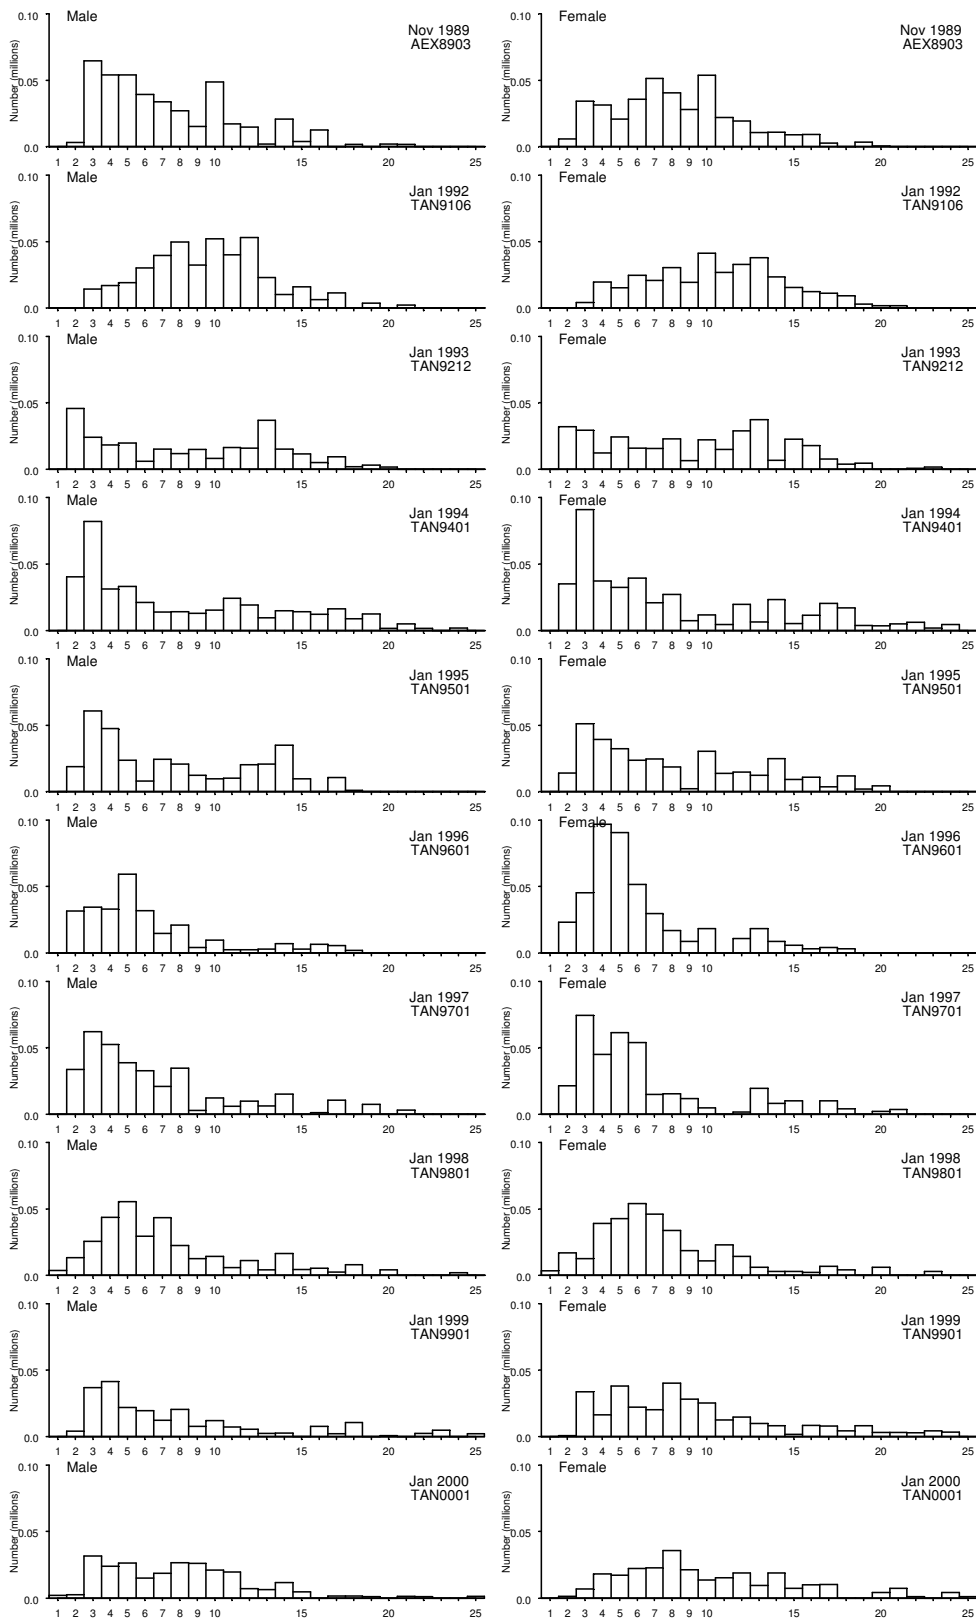 0.10
Male
Nov 1989
AEX8903
Number (millions)
0.05
0.0
1 2 3 4 5 6 7 8 9 10 15 20 25
0.10
Female
Nov 1989
AEX8903
Number (millions)
0.05
0.0
1 2 3 4 5 6 7 8 9 10 15 20 25
0.10
Male
Jan 1992
TAN9106
Number (millions)
0.05
0.0
1 2 3 4 5 6 7 8 9 10 15 20 25
0.10
Female
Jan 1992
TAN9106
Number (millions)
0.05
0.0
1 2 3 4 5 6 7 8 9 10 15 20 25
0.10
Male
Jan 1993
TAN9212
Number (millions)
0.05
0.0
1 2 3 4 5 6 7 8 9 10 15 20 25
0.10
Female
Jan 1993
TAN9212
Number (millions)
0.05
0.0
1 2 3 4 5 6 7 8 9 10 15 20 25
0.10
Male
Jan 1994
TAN9401
Number (millions)
0.05
0.0
1 2 3 4 5 6 7 8 9 10 15 20 25
0.10
Female
Jan 1994
TAN9401
Number (millions)
0.05
0.0
1 2 3 4 5 6 7 8 9 10 15 20 25
0.10
Male
Jan 1995
TAN9501
Number (millions)
0.05
0.0
1 2 3 4 5 6 7 8 9 10 15 20 25
0.10
Female
Jan 1995
TAN9501
Number (millions)
0.05
0.0
1 2 3 4 5 6 7 8 9 10 15 20 25
0.10
Male
Jan 1996
TAN9601
Number (millions)
0.05
0.0
1 2 3 4 5 6 7 8 9 10 15 20 25
0.10
Female
Jan 1996
TAN9601
Number (millions)
0.05
0.0
1 2 3 4 5 6 7 8 9 10 15 20 25
0.10
Male
Jan 1997
TAN9701
Number (millions)
0.05
0.0
1 2 3 4 5 6 7 8 9 10 15 20 25
0.10
Female
Jan 1997
TAN9701
Number (millions)
0.05
0.0
1 2 3 4 5 6 7 8 9 10 15 20 25
0.10
Male
Jan 1998
TAN9801
Number (millions)
0.05
0.0
1 2 3 4 5 6 7 8 9 10 15 20 25
0.10
Female
Jan 1998
TAN9801
Number (millions)
0.05
0.0
1 2 3 4 5 6 7 8 9 10 15 20 25
0.10
Male
Jan 1999
TAN9901
Number (millions)
0.05
0.0
1 2 3 4 5 6 7 8 9 10 15 20 25
0.10
Female
Jan 1999
TAN9901
Number (millions)
0.05
0.0
1 2 3 4 5 6 7 8 9 10 15 20 25
0.10
Male
Jan 2000
TAN0001
Number (millions)
0.05
0.0
1 2 3 4 5 6 7 8 9 10 15 20 25
0.10
Female
Jan 2000
TAN0001
Number (millions)
0.05
0.0
1 2 3 4 5 6 7 8 9 10 15 20 25